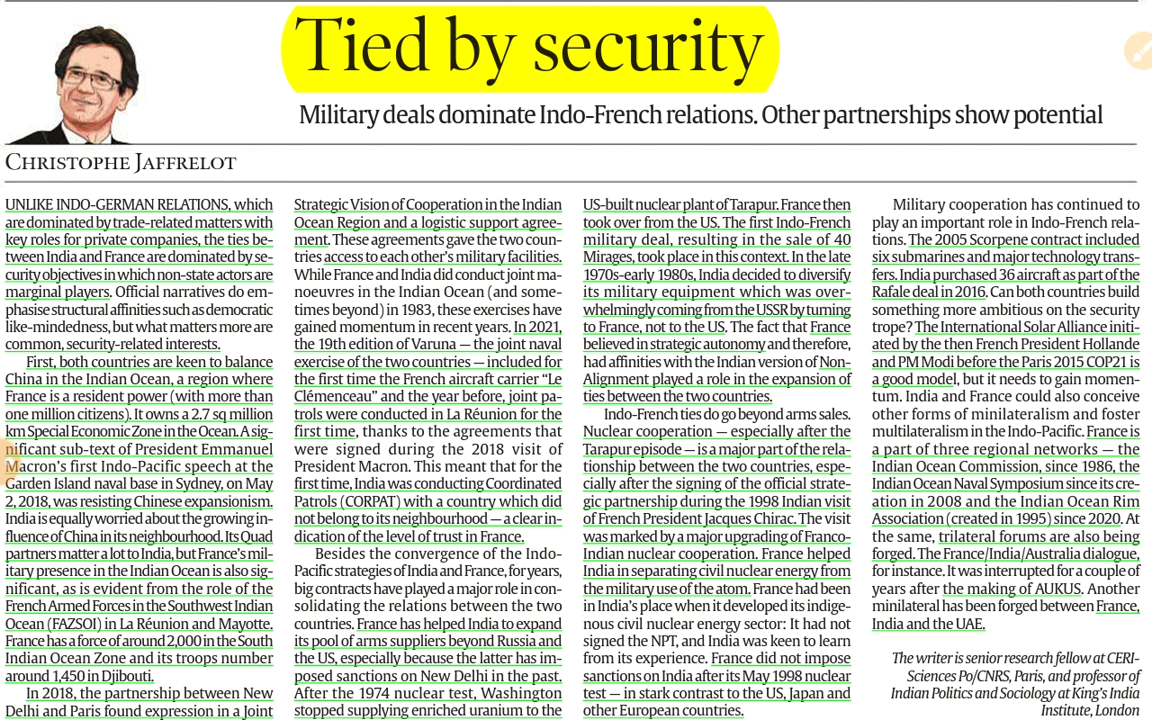 Tied by security
Military deals dominate Indo-French relations. Other partnerships show potential
CHRISTOPHE JAFFRELOT
UNLIKE INDO-GERMAN RELATIONS, which
are dominated by trade-related matters with
key roles for private companies, the ties be-
tween India and France are dominated by se-
curity objectives in which non-state actors are
marginal players. Official narratives do em-
phasise structural affinities such as democratic
like-mindedness, but what matters more are
common, security-related interests.
First, both countries are keen to balance
China in the Indian Ocean, a region where
France is a resident power (with more than
one million citizens). It owns a 2.7 sq million
km Special Economic Zone in the Ocean. A sig-
nificant sub-text of President Emmanuel
Macron's first Indo-Pacific speech at the
Garden Island naval base in Sydney, on May
2, 2018, was resisting Chinese expansionism.
India is equally worried about the growing in-
fluence of China in its neighbourhood. Its Quad
partners matter a lot to India, but France's mil-
itary presence in the Indian Ocean is also sig-
nificant, as is evident from the role of the
French Armed Forces in the Southwest Indian
Ocean (FAZSOI) in La Réunion and Mayotte.
France has a force of around 2,000 in the South
Indian Ocean Zone and its troops number
around 1,450 in Djibouti.
In 2018, the partnership between New
Delhi and Paris found expression in a Joint
Strategic Vision of Cooperation in the Indian
Ocean Region and a logistic support agree-
ment. These agreements gave the two coun-
tries access to each other's military facilities.
While France and India did conduct joint ma-
noeuvres in the Indian Ocean (and some-
times beyond) in 1983, these exercises have
gained momentum in recent years. In 2021,
the 19th edition of Varuna — the joint naval
exercise of the two countries — included for
the first time the French aircraft carrier "Le
Clémenceau" and the year before, joint pa-
trols were conducted in La Réunion for the
first time, thanks to the agreements that
were signed during the 2018 visit of
President Macron. This meant that for the
first time, India was conducting Coordinated
Patrols (CORPAT) with a country which did
not belong to its neighbourhood — a clear in-
dication of the level of trust in France.
Besides the convergence of the Indo-
Pacific strategies of India and France, for years,
big contracts have played a major role in con-
solidating the relations between the two
countries. France has helped India to expand
its pool of arms suppliers beyond Russia and
the US, especially because the latter has im-
posed sanctions on New Delhi in the past.
After the 1974 nuclear test, Washington
stopped supplying enriched uranium to the
US-built nuclear plant of Tarapur. France then
took over from the US. The first Indo-French
military deal, resulting in the sale of 40
Mirages, took place in this context. In the late
1970s-early 1980s, India decided to diversify
its military equipment which was over-
whelmingly coming from the USSR by turning
to France, not to the US. The fact that France
believed in strategic autonomy and therefore,
had affinities with the Indian version of Non-
Alignment played a role in the expansion of
ties between the two countries.
Indo-French ties do go beyond arms sales.
Nuclear cooperation — especially after the
Tarapur episode — is a major part of the rela-
tionship between the two countries, espe-
cially after the signing of the official strate-
gic partnership during the 1998 Indian visit
of French President Jacques Chirac. The visit
was marked by a major upgrading of Franco-
Indian nuclear cooperation. France helped
India in separating civil nuclear energy from
the military use of the atom. France had been
in India's place when it developed its indige-
nous civil nuclear energy sector: It had not
signed the NPT, and India was keen to learn
from its experience. France did not impose
sanctions on India after its May 1998 nuclear
test — in stark contrast to the US, Japan and
other European countries.
Military cooperation has continued to
play an important role in Indo-French rela-
tions. The 2005 Scorpene contract included
six submarines and major technology trans-
fers. India purchased 36 aircraft as part of the
Rafale deal in 2016. Can both countries build
something more ambitious on the security
trope? The International Solar Alliance initi-
ated by the then French President Hollande
and PM Modi before the Paris 2015 COP21 is
a good model, but it needs to gain momen-
tum. India and France could also conceive
other forms of minilateralism and foster
multilateralism in the Indo-Pacific. France is
a part of three regional networks — the
Indian Ocean Commission, since 1986, the
Indian Ocean Naval Symposium since its cre-
ation in 2008 and the Indian Ocean Rim
Association (created in 1995) since 2020. At
the same, trilateral forums are also being
forged. The France/India/Australia dialogue,
for instance. It was interrupted for a couple of
years after the making of AUKUS. Another
minilateral has been forged between France,
India and the UAE.
The writer is senior research fellow at CERI-
Sciences Po/CNRS, Paris, and professor of
Indian Politics and Sociology at King's India
Institute, London